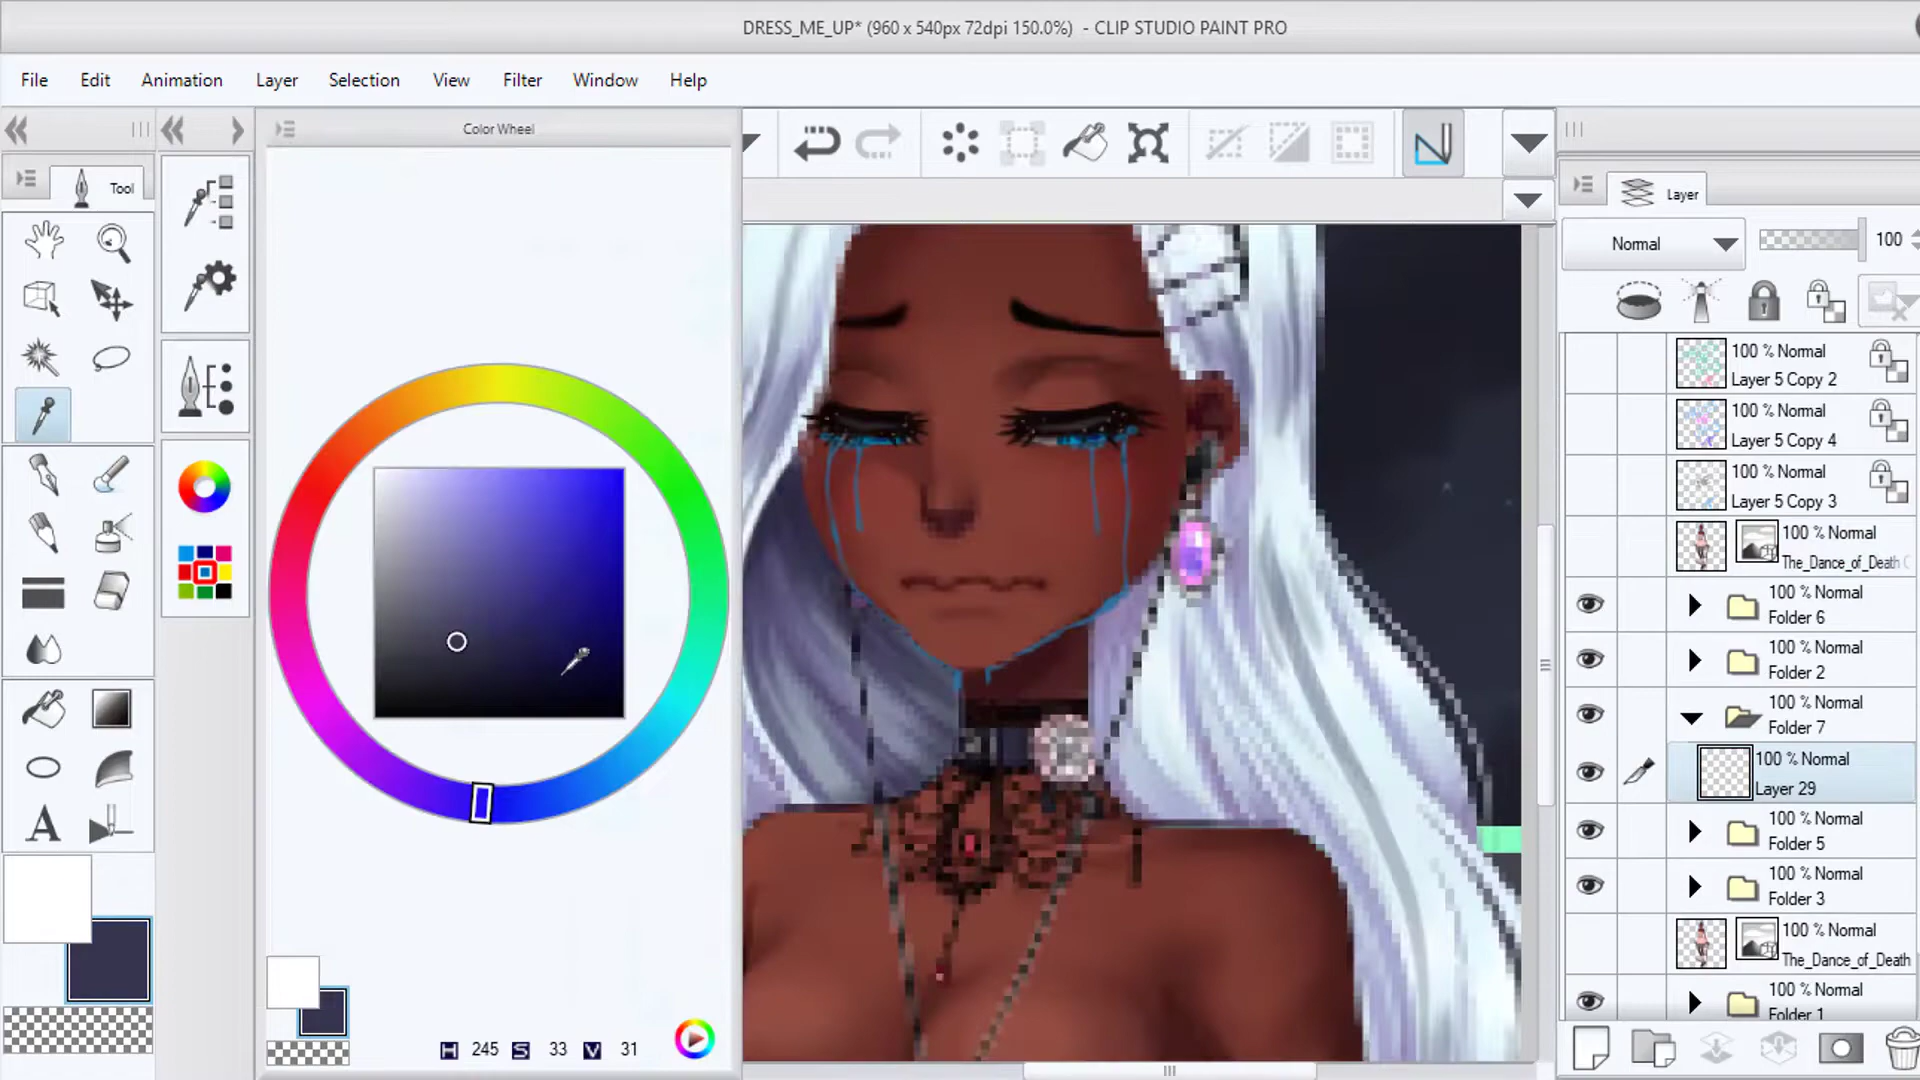 DRESS_ME_UP* (960 x 540px 72dpi 150.0%) - CLIP STUDIO PAINT PRO
File Edit Animation Layer Selection View Filter Window Help
Color Wheel
Tool
Layer
Normal 100
100 % Normal
Layer 5 Copy 2
100 % Normal
Layer 5 Copy 4
100 % Normal
Layer 5 Copy 3
100 % Normal
The_Dance_of_Death
100 % Normal
Folder 6
100 % Normal
Folder 2
100 % Normal
Folder 7
100 % Normal
Layer 29
100 % Normal
Folder 5
100 % Normal
Folder 3
100 % Normal
The_Dance_of_Death
100 % Normal
Folder 1
H 245 S 33 V 31